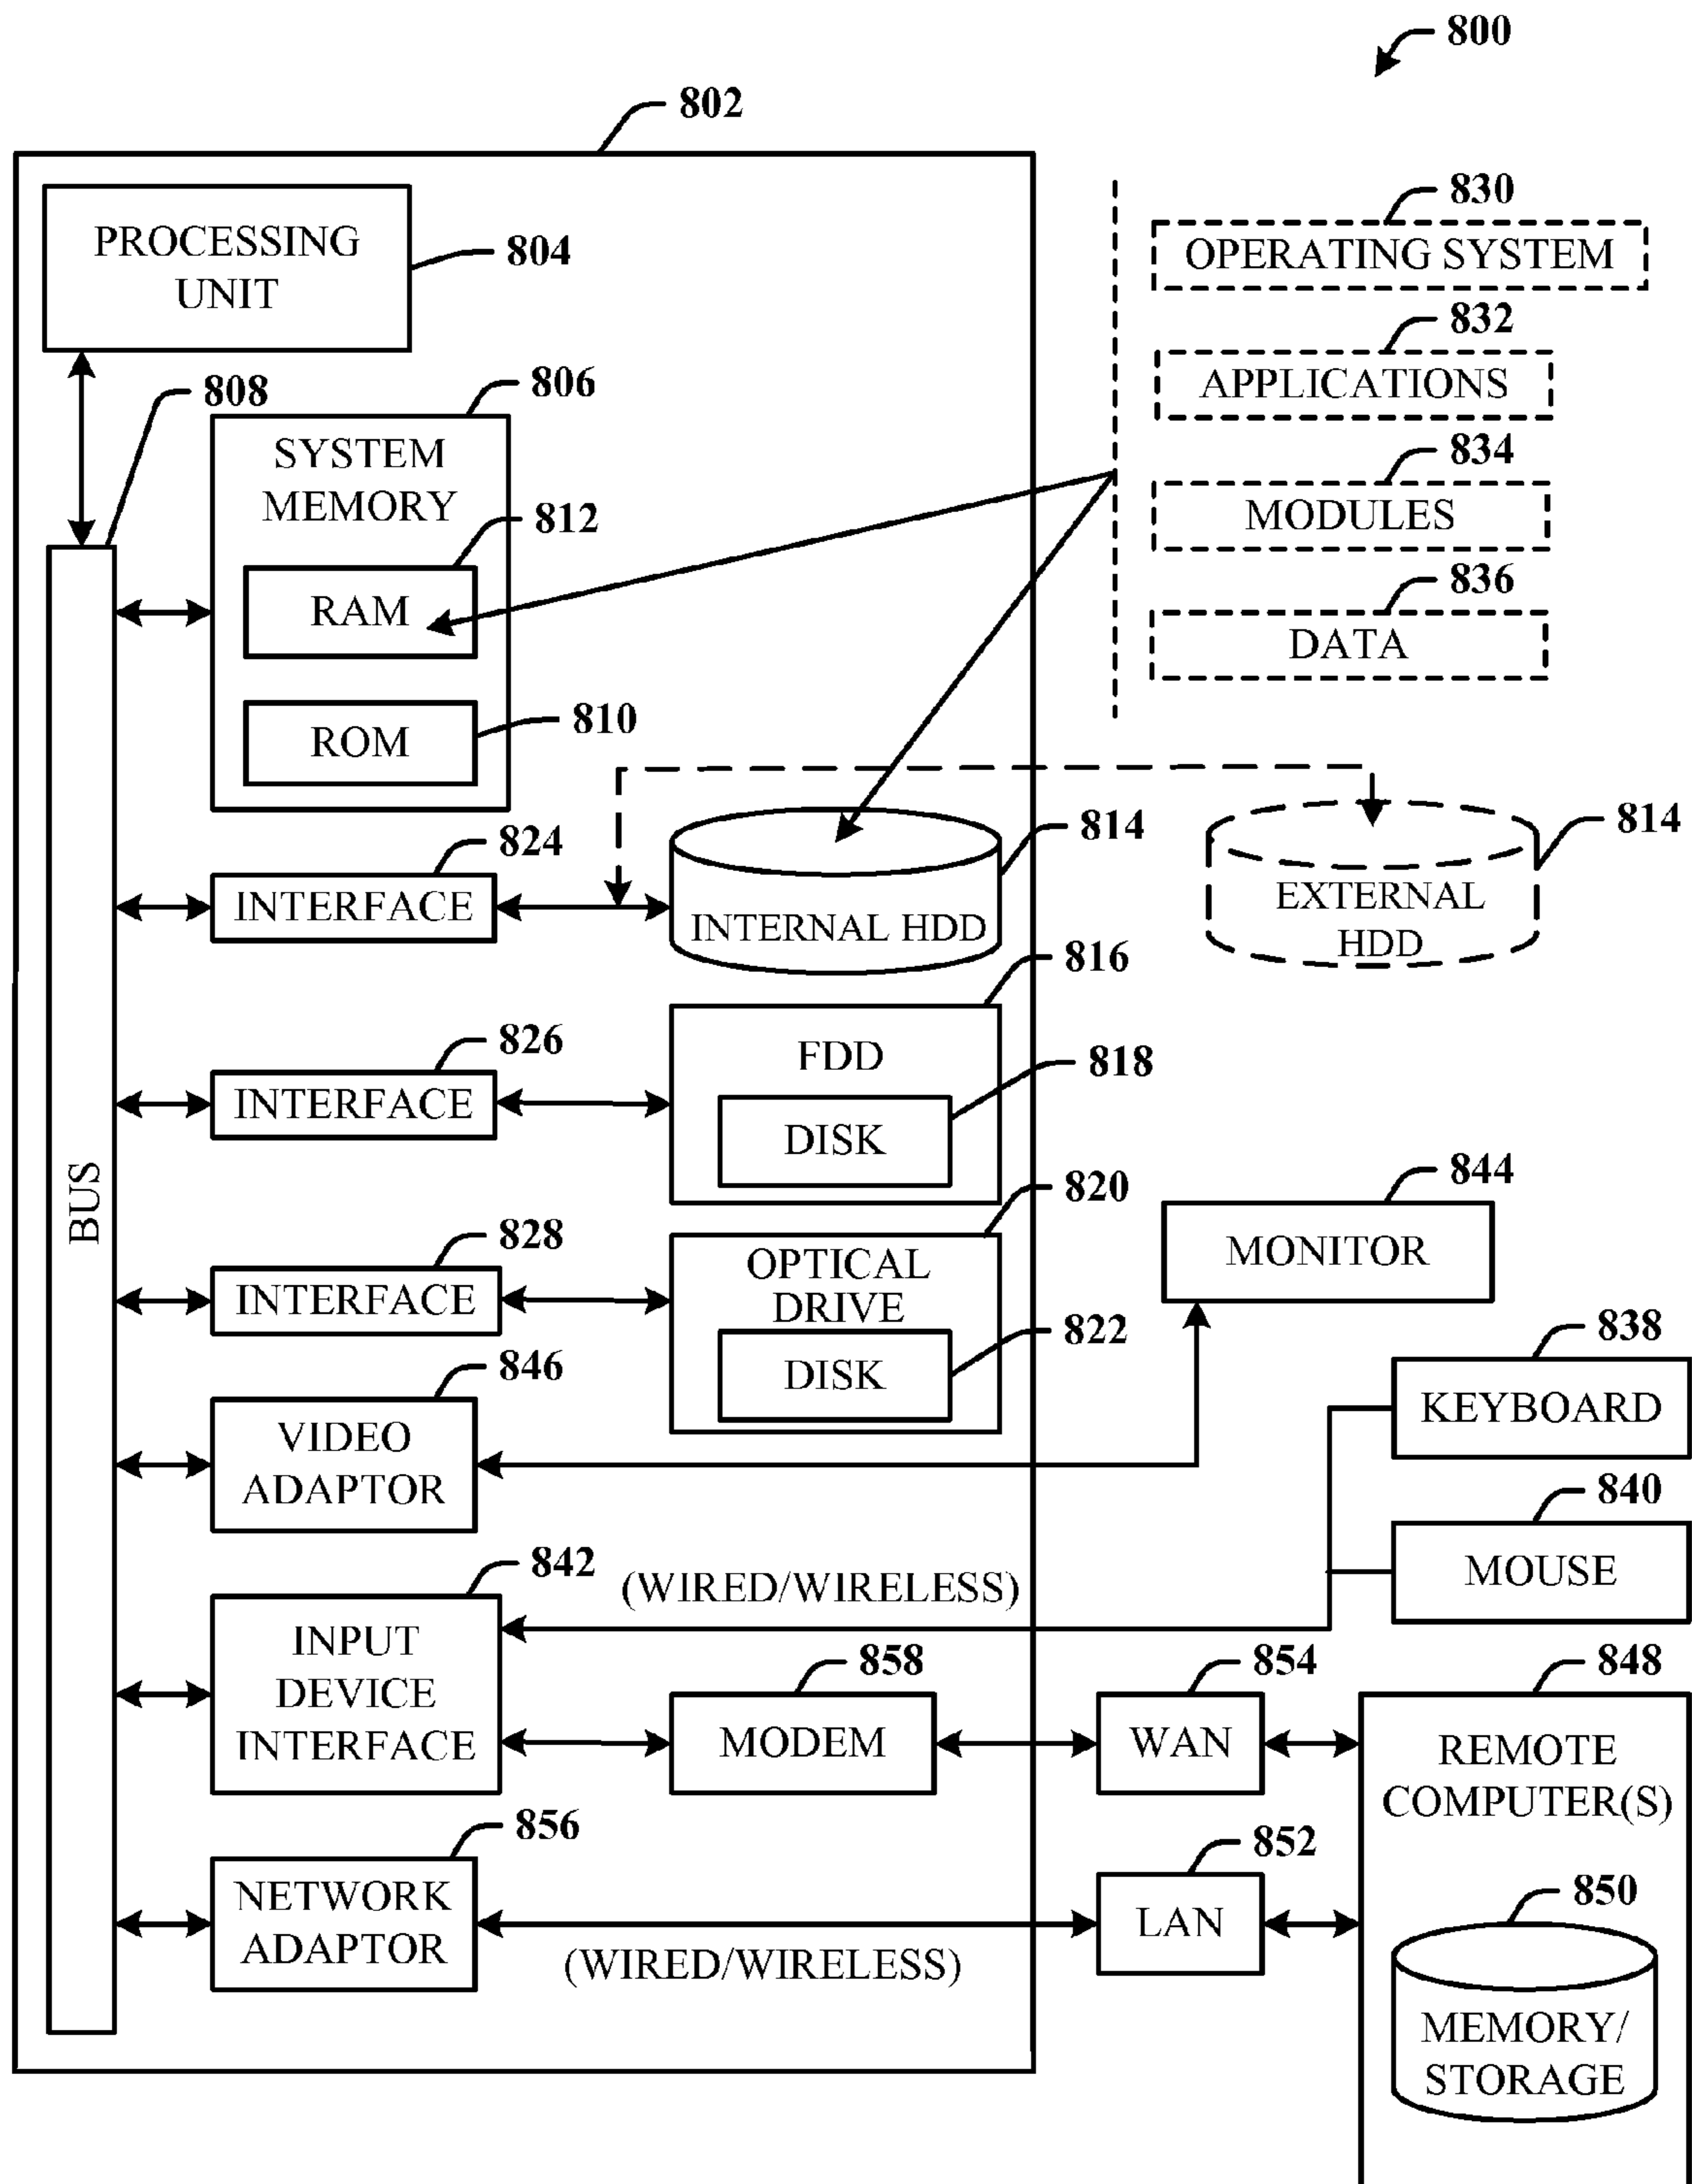 800
802
PROCESSING
UNIT
804
830
OPERATING SYSTEM
832
APPLICATIONS
834
MODULES
836
DATA
808
806
SYSTEM
MEMORY
812
RAM
810
ROM
BUS
824
INTERFACE
814
INTERNAL HDD
814
EXTERNAL
HDD
826
INTERFACE
816
FDD
818
DISK
828
INTERFACE
820
OPTICAL
DRIVE
822
DISK
844
MONITOR
846
VIDEO
ADAPTOR
838
KEYBOARD
840
MOUSE
842
INPUT
DEVICE
INTERFACE
(WIRED/WIRELESS)
858
MODEM
854
WAN
848
REMOTE
COMPUTER(S)
856
NETWORK
ADAPTOR
(WIRED/WIRELESS)
852
LAN
850
MEMORY/
STORAGE